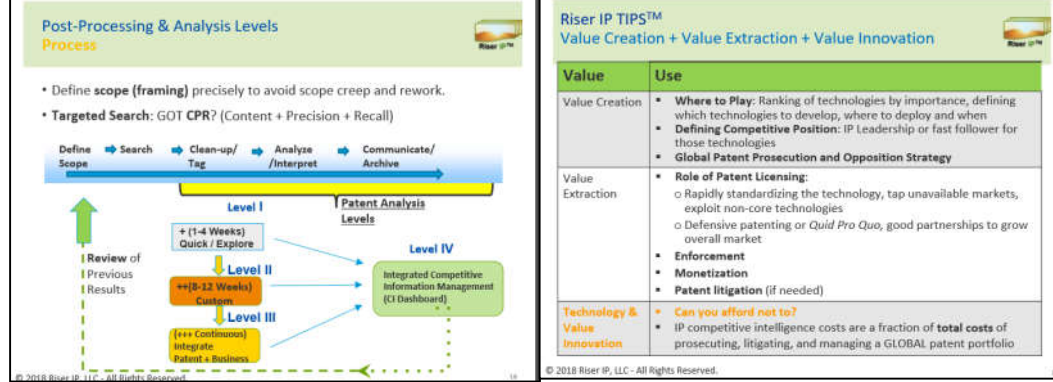 Post-Processing & Analysis Levels
Process
Riser IP™
• Define scope (framing) precisely to avoid scope creep and rework.
• Targeted Search: GOT CPR? (Content + Precision + Recall)
Define
Scope
Search
Clean-up/
Tag
Analyze
/Interpret
Communicate/
Archive
Patent Analysis
Levels
Level I
+ (1-4 Weeks)
Quick / Explore
Level II
++(8-12 Weeks)
Custom
Level III
(+++ Continuous)
Integrate
Patent + Business
Level IV
Integrated Competitive
Information Management
(CI Dashboard)
Review of
Previous
Results
© 2018 Riser IP, LLC - All Rights Reserved.
Riser IP TIPS™
Value Creation + Value Extraction + Value Innovation
Riser IP™
Value
Use
Value Creation
▪ Where to Play: Ranking of technologies by importance, defining
which technologies to develop, where to deploy and when
▪ Defining Competitive Position: IP Leadership or fast follower for
those technologies
▪ Global Patent Prosecution and Opposition Strategy
Value
Extraction
▪ Role of Patent Licensing:
o Rapidly standardizing the technology, tap unavailable markets,
exploit non-core technologies
o Defensive patenting or Quid Pro Quo, good partnerships to grow
overall market
▪ Enforcement
▪ Monetization
▪ Patent litigation (if needed)
Technology &
Value
Innovation
▪ Can you afford not to?
▪ IP competitive intelligence costs are a fraction of total costs of
prosecuting, litigating, and managing a GLOBAL patent portfolio
© 2018 Riser IP, LLC - All Rights Reserved.